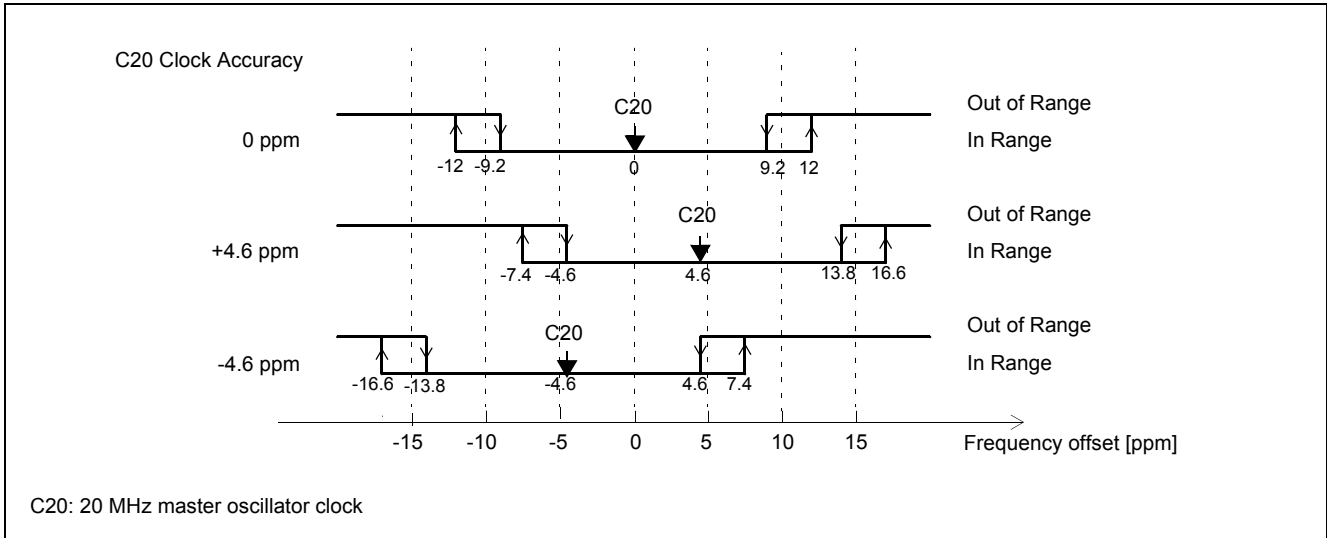 C20 Clock Accuracy
C20
Out of Range
0 ppm
In Range
-12 -9.2 0 9.2 12
C20
Out of Range
+4.6 ppm
In Range
-7.4 -4.6 4.6 13.8 16.6
C20
Out of Range
-4.6 ppm
In Range
-16.6 -13.8 -4.6 4.6 7.4
-15 -10 -5 0 5 10 15 Frequency offset [ppm]
C20: 20 MHz master oscillator clock